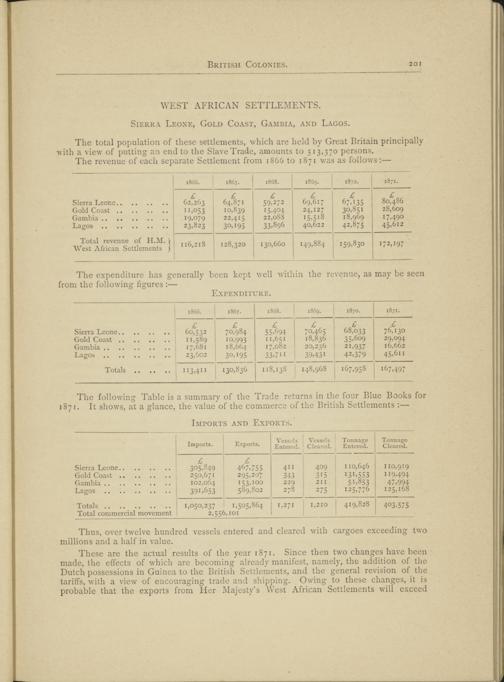 British Colonies. 201
WEST AFRICAN SETTLEMENTS.
Sierra Leone, Gold Coast, Gambia, and Lagos.
The total population of these settlements, which are held by Great Britain principally
with a view of putting an end to the Slave Trade, amounts to 513,370 persons.
The revenue of each separate Settlement from 1866 to 1871 was as follows:—
1866. 1867. 1868. 1869. 1870. 1871.
£ £ £ £ £ £
Sierra Leone.. .. .. .. 62,263 64,871 59,272 69,617 67,135 80,486
Gold Coast .. .. .. .. 11,053 10,839 15,404 24,127 30,851 28,609
Gambia .. .. .. .. .. 19,079 22,415 22,088 15,518 18,969 17,490
Lagos .. .. .. .. .. 23,823 30,195 33,896 40,622 42,875 45,612
Total revenue of H.M. }
West African Settlements } 116,218 128,320 130,660 149,884 159,830 172,197
The expenditure has generally been kept well within the revenue, as may be seen
from the following figures :—
Expenditure.
1866. 1867. 1868. 1869. 1870. 1871.
£ £ £ £ £ £
Sierra Leone.. .. .. .. 60,532 70,984 55,694 70,465 68,033 76,130
Gold Coast .. .. .. .. 11,589 10,993 11,651 18,836 35,609 29,094
Gambia .. .. .. .. .. 17,681 18,664 17,082 20,236 21,937 16,662
Lagos .. .. .. .. .. 23,602 30,195 33,711 39,431 42,379 45,611
Totals .. .. .. 113,411 130,836 118,138 148,968 167,958 167,497
The following Table is a summary of the Trade returns in the four Blue Books for
1871. It shows, at a glance, the value of the commerce of the British Settlements :—
Imports and Exports.
Imports. Exports. Vessels Entered. Vessels Cleared. Tonnage Entered. Tonnage Cleared.
£ £
Sierra Leone.. .. .. .. 305,849 467,755 411 409 110,646 110,919
Gold Coast .. .. .. .. 250,671 295,207 343 315 131,553 119,494
Gambia .. .. .. .. .. 102,064 153,100 229 211 51,853 47,994
Lagos .. .. .. .. .. 391,653 589,802 278 275 125,776 125,168
Totals .. .. .. .. .. 1,050,237 1,505,864 1,271 1,210 419,828 403,575
Total commercial movement 2,556,101
Thus, over twelve hundred vessels entered and cleared with cargoes exceeding two
millions and a half in value.
These are the actual results of the year 1871. Since then two changes have been
made, the effects of which are becoming already manifest, namely, the addition of the
Dutch possessions in Guinea to the British Settlements, and the general revision of the
tariffs, with a view of encouraging trade and shipping. Owing to these changes, it is
probable that the exports from Her Majesty's West African Settlements will exceed